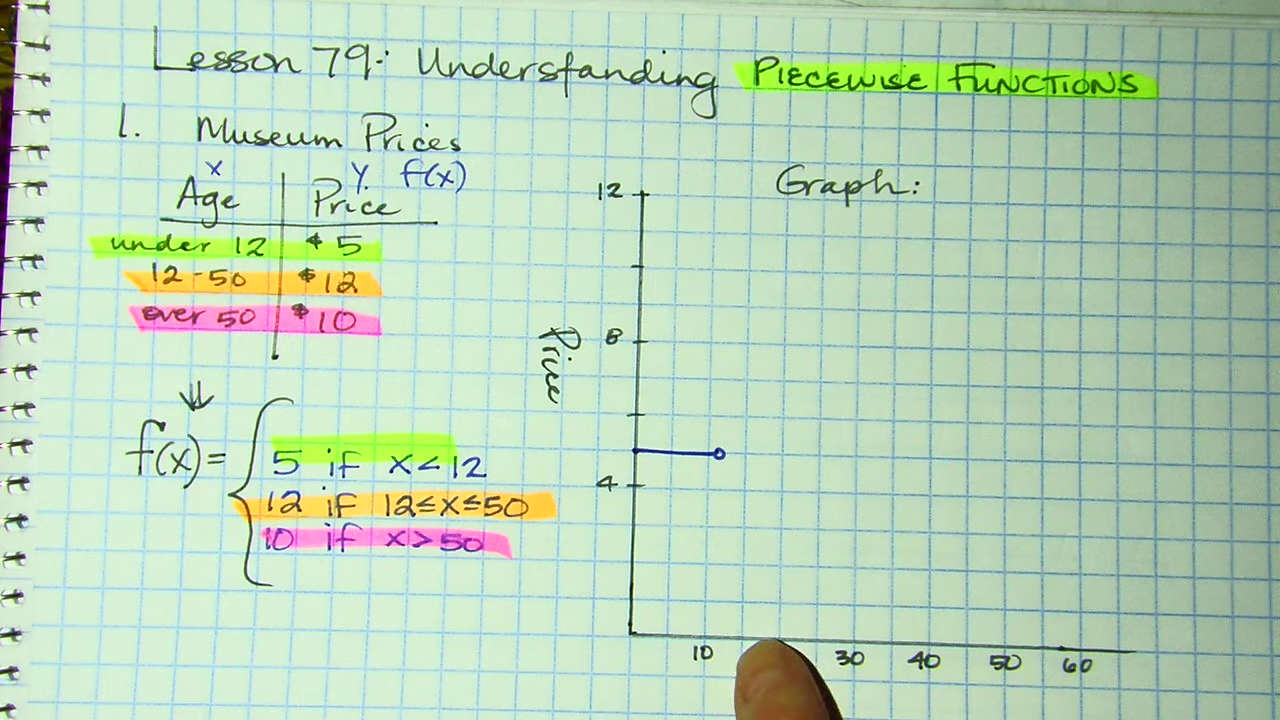 Lesson 79: Understanding PIECEWISE FUNCTIONS
1. Museum Prices
x y. f(x)
Age Price
under 12 $5
12-50 $12
over 50 $10
f(x) = 5 if x < 12
12 if 12 ≤ x ≤ 50
10 if x > 50
Graph:
12
8
4
Price
10 30 40 50 60